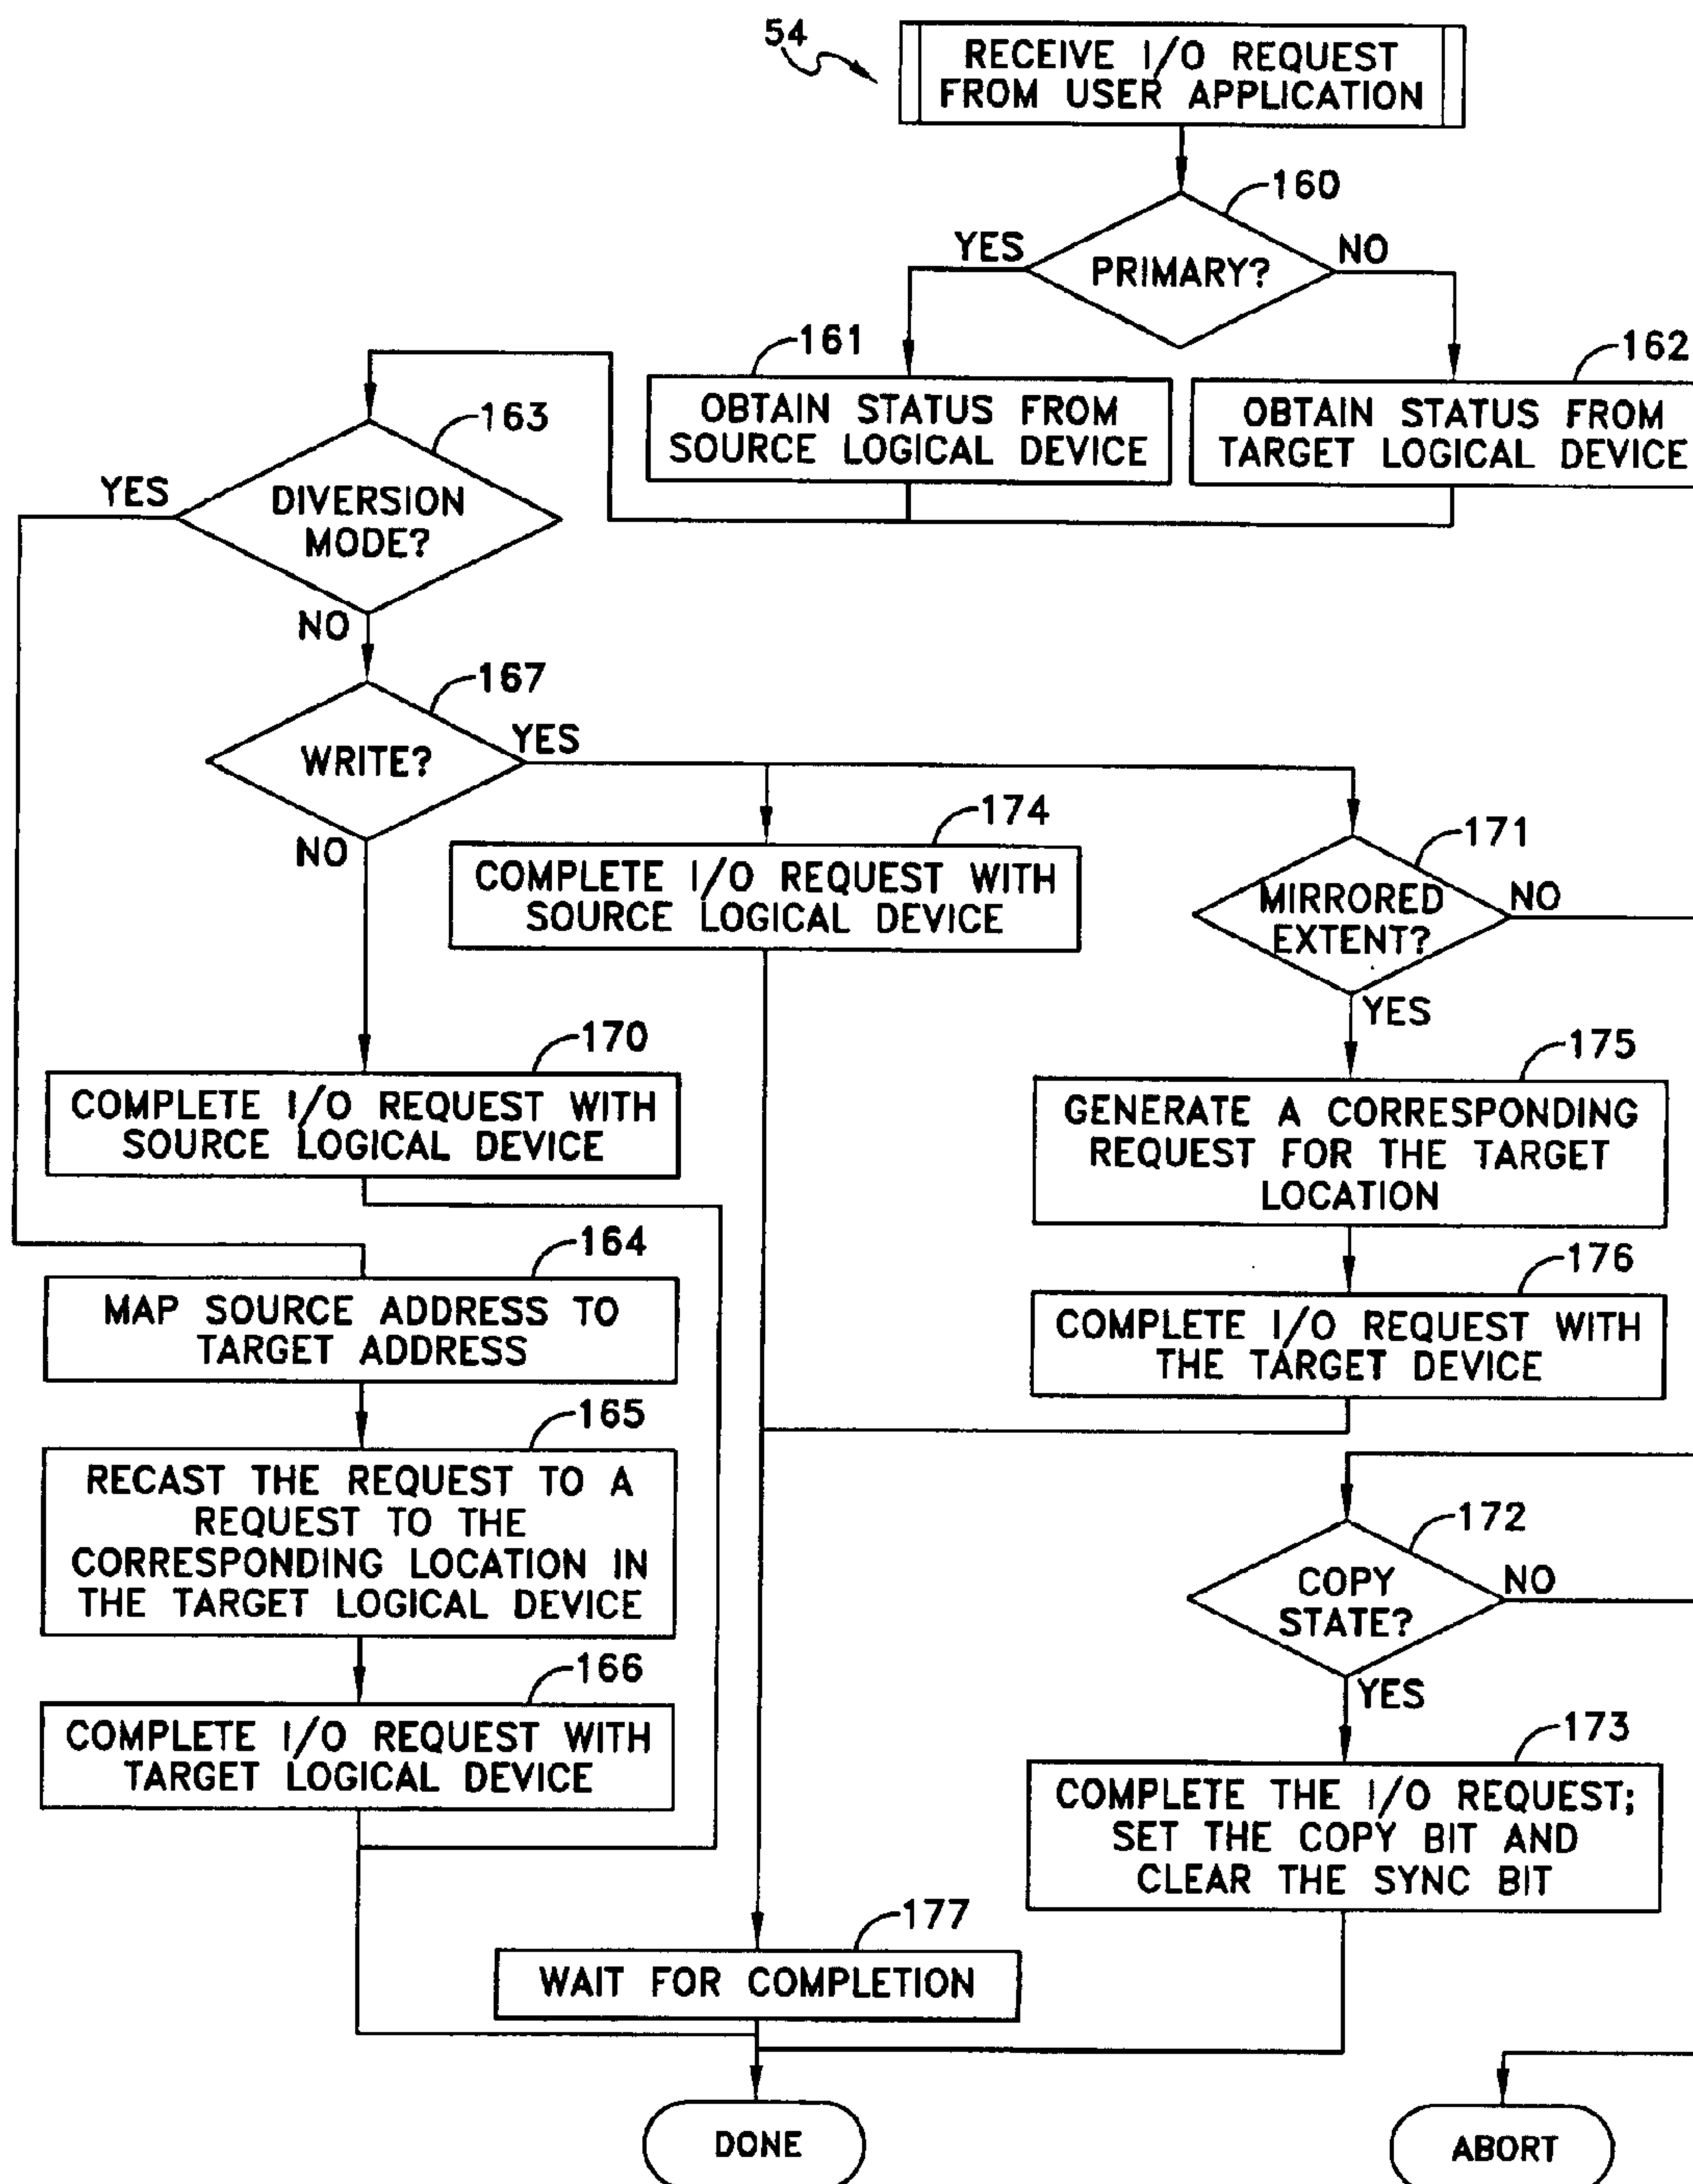 54
RECEIVE I/O REQUEST
FROM USER APPLICATION
160
YES
PRIMARY?
NO
161
162
OBTAIN STATUS FROM
SOURCE LOGICAL DEVICE
OBTAIN STATUS FROM
TARGET LOGICAL DEVICE
163
YES
DIVERSION
MODE?
NO
167
WRITE?
YES
NO
174
COMPLETE I/O REQUEST WITH
SOURCE LOGICAL DEVICE
171
MIRRORED
EXTENT?
NO
YES
170
COMPLETE I/O REQUEST WITH
SOURCE LOGICAL DEVICE
175
GENERATE A CORRESPONDING
REQUEST FOR THE TARGET
LOCATION
164
MAP SOURCE ADDRESS TO
TARGET ADDRESS
176
COMPLETE I/O REQUEST WITH
THE TARGET DEVICE
165
RECAST THE REQUEST TO A
REQUEST TO THE
CORRESPONDING LOCATION IN
THE TARGET LOGICAL DEVICE
172
COPY
STATE?
NO
YES
166
COMPLETE I/O REQUEST WITH
TARGET LOGICAL DEVICE
173
COMPLETE THE I/O REQUEST;
SET THE COPY BIT AND
CLEAR THE SYNC BIT
177
WAIT FOR COMPLETION
DONE
ABORT